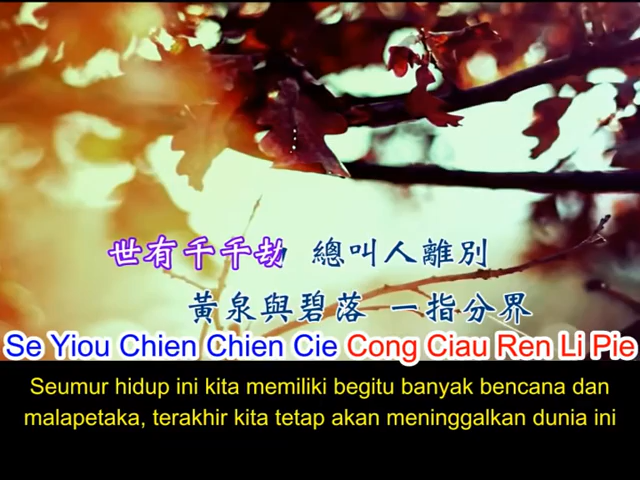 世有千千劫 總叫人離別
黃泉與碧落 一指分界
Se Yiou Chien Chien Cie Cong Ciau Ren Li Pie
Seumur hidup ini kita memiliki begitu banyak bencana dan
malapetaka, terakhir kita tetap akan meninggalkan dunia ini